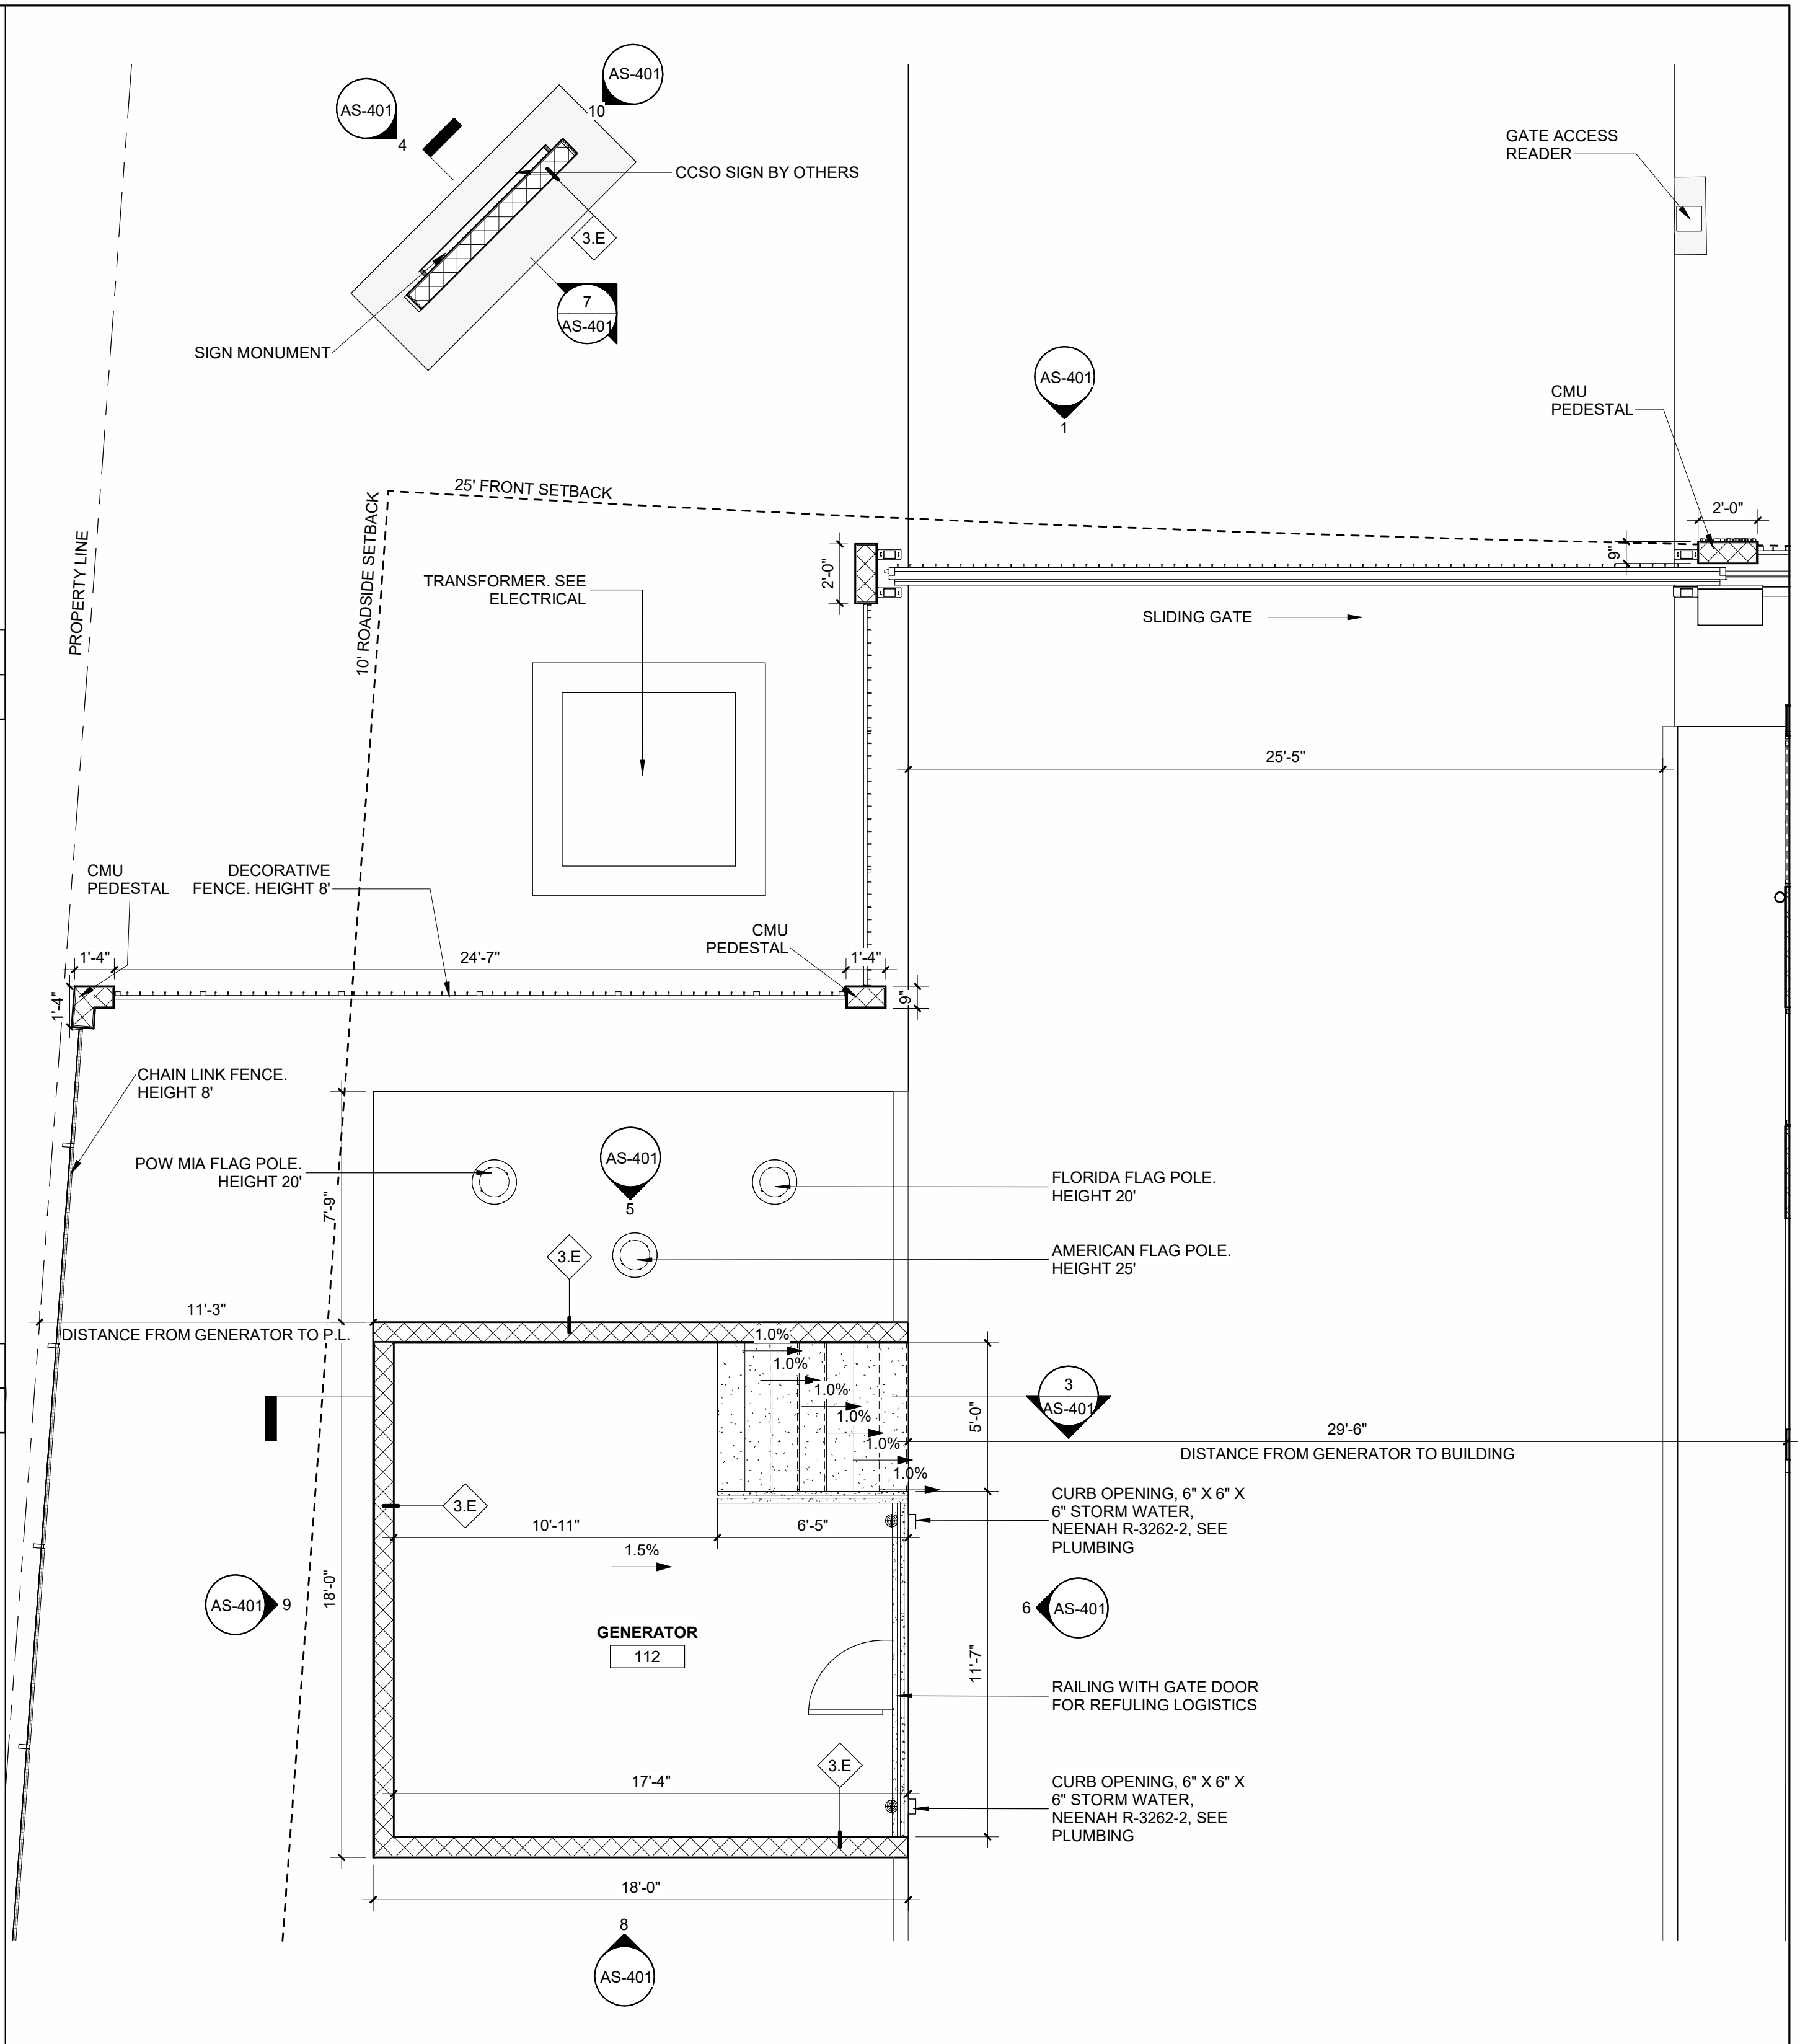 AS-401
10
AS-401
4
CCSO SIGN BY OTHERS
3.E
7
AS-401
SIGN MONUMENT
GATE ACCESS
READER
AS-401
1
CMU
PEDESTAL
2'-0"
9"
25' FRONT SETBACK
10' ROADSIDE SETBACK
PROPERTY LINE
TRANSFORMER. SEE
ELECTRICAL
2'-0"
SLIDING GATE
25'-5"
CMU
PEDESTAL
DECORATIVE
FENCE. HEIGHT 8'
CMU
PEDESTAL
1'-4"
24'-7"
1'-4"
1'-4"
9"
CHAIN LINK FENCE.
HEIGHT 8'
POW MIA FLAG POLE.
HEIGHT 20'
AS-401
5
FLORIDA FLAG POLE.
HEIGHT 20'
7'-9"
3.E
AMERICAN FLAG POLE.
HEIGHT 25'
11'-3"
DISTANCE FROM GENERATOR TO P.L.
1.0%
1.0%
1.0%
1.0%
1.0%
1.0%
5'-0"
3
AS-401
29'-6"
DISTANCE FROM GENERATOR TO BUILDING
3.E
10'-11"
6'-5"
1.5%
CURB OPENING, 6" X 6" X
6" STORM WATER,
NEENAH R-3262-2, SEE
PLUMBING
18'-0"
AS-401
9
6
AS-401
GENERATOR
112
11'-7"
RAILING WITH GATE DOOR
FOR REFULING LOGISTICS
3.E
17'-4"
CURB OPENING, 6" X 6" X
6" STORM WATER,
NEENAH R-3262-2, SEE
PLUMBING
18'-0"
8
AS-401